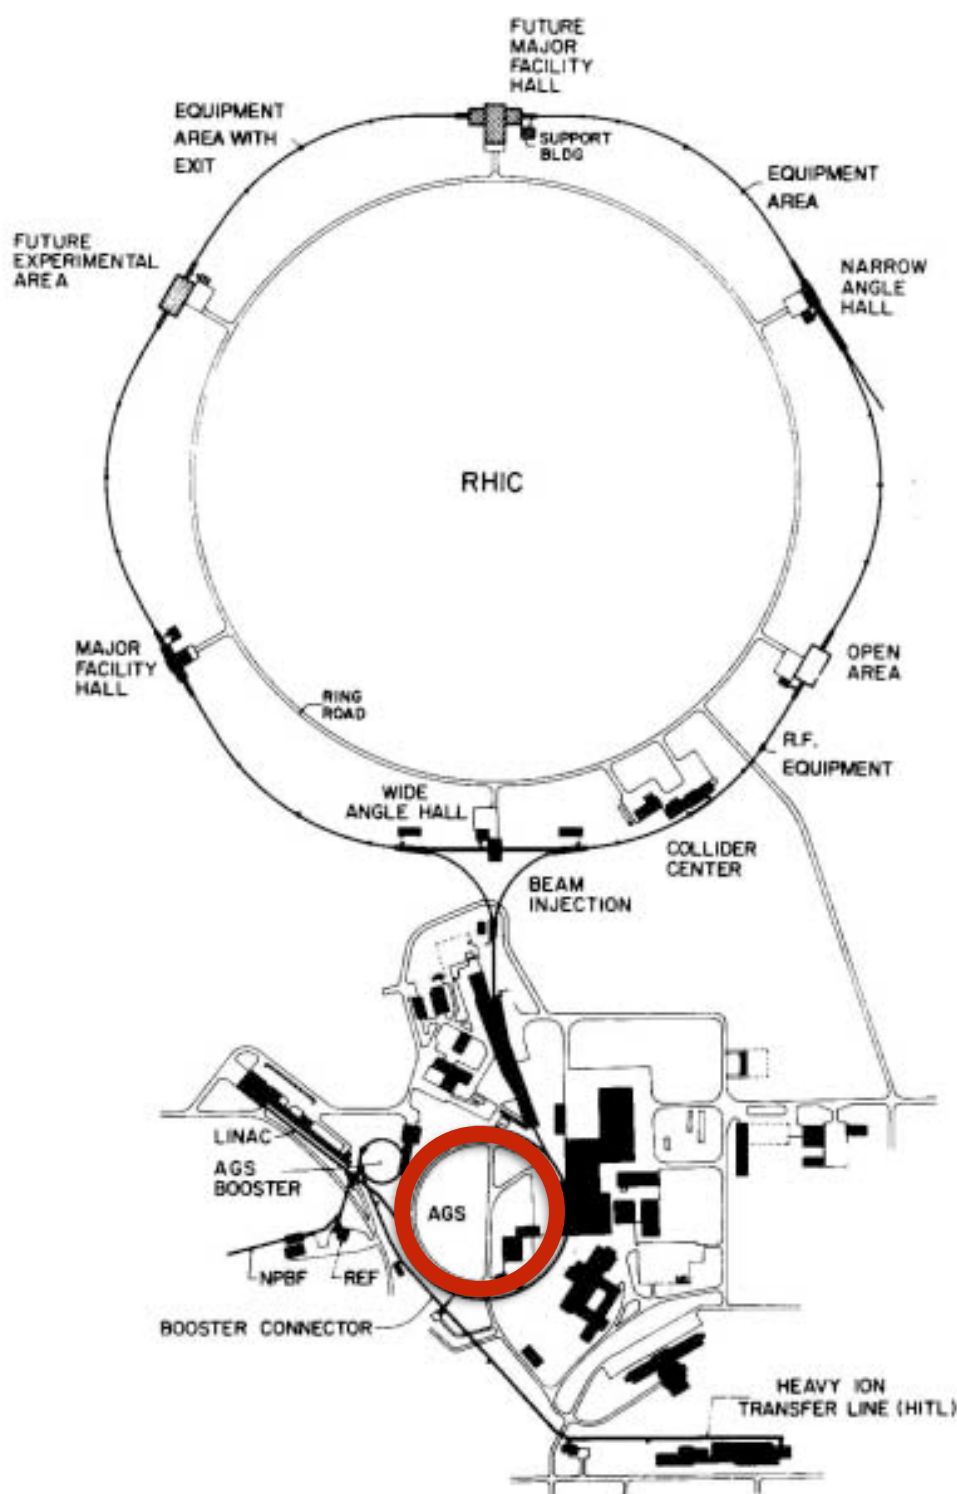 FUTURE
MAJOR
FACILITY
HALL
EQUIPMENT
AREA WITH
EXIT
SUPPORT
BLDG
EQUIPMENT
AREA
FUTURE
EXPERIMENTAL
AREA
NARROW
ANGLE
HALL
RHIC
MAJOR
FACILITY
HALL
OPEN
AREA
RING
ROAD
R.F.
EQUIPMENT
WIDE
ANGLE HALL
COLLIDER
CENTER
BEAM
INJECTION
LINAC
AGS
BOOSTER
AGS
NPBF
REF
BOOSTER CONNECTOR
HEAVY ION
TRANSFER LINE (HITL)